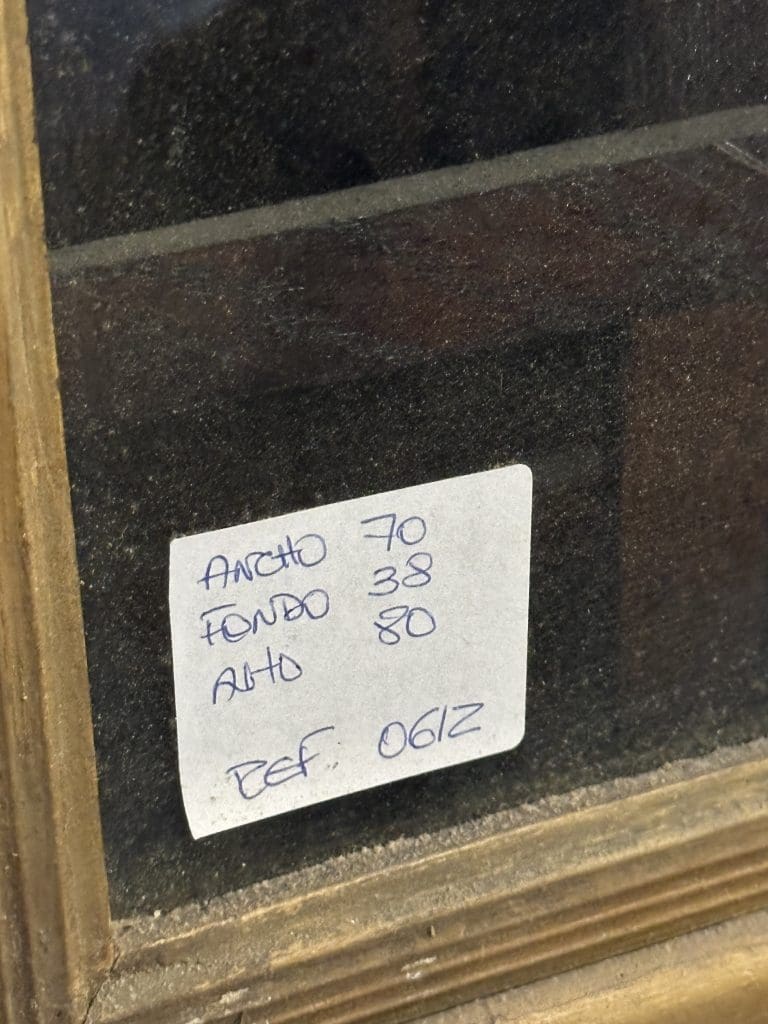 ANCHO 70
FONDO 38
ALTO 80
REF. 0612